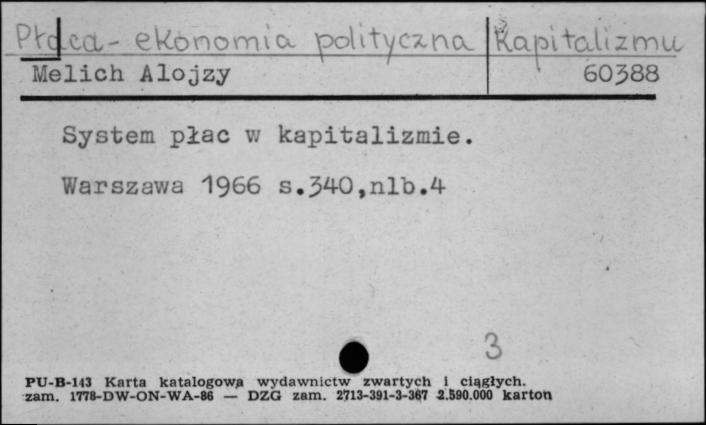 Płaca - ekonomia polityczna Kapitalizmu
Melich Alojzy 60388
System płac w kapitalizmie.
Warszawa 1966 s.340,nlb.4
3
PU-B-143 Karta katalogowa wydawnictw zwartych i ciągłych.
zam. 1778-DW-ON-WA-86 — DZG zam. 2713-391-3-367 2.590.000 karton